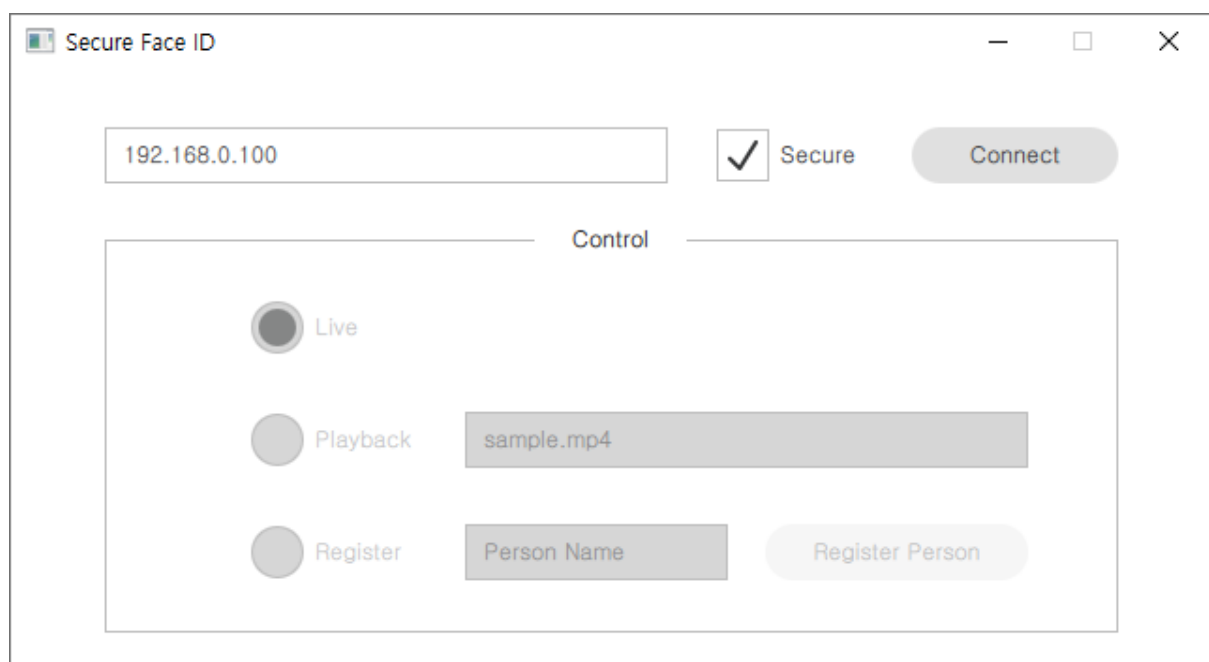 Secure Face ID
192.168.0.100 Secure Connect
Control
Live
Playback sample.mp4
Register Person Name Register Person